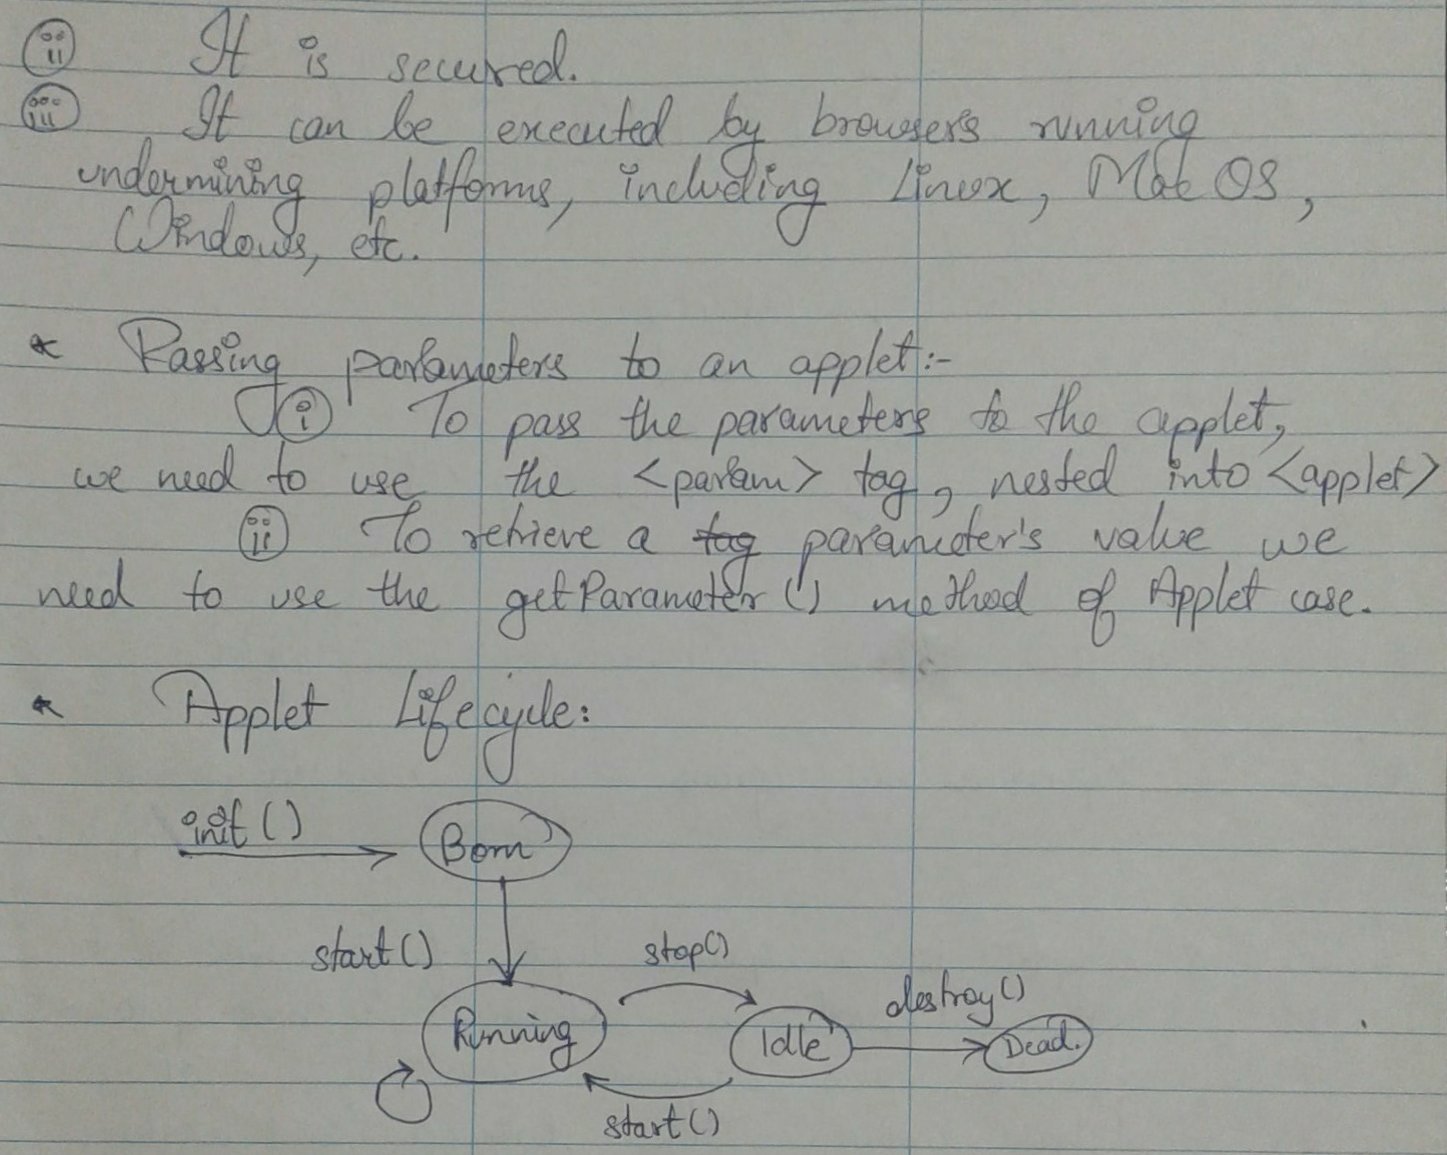 ii It is secured.
iii It can be executed by browsers running
undermining platforms, including Linux, Mac OS,
Windows, etc.
* Passing parameters to an applet:-
i To pass the parameters to the applet,
we need to use the <param> tag, nested into <applet>
ii To retrieve a tag parameter's value we
need to use the getParameter() method of Applet case.
* Applet Lifecycle:
init() Born
start() stop()
destroy()
Running Idle Dead.
start()